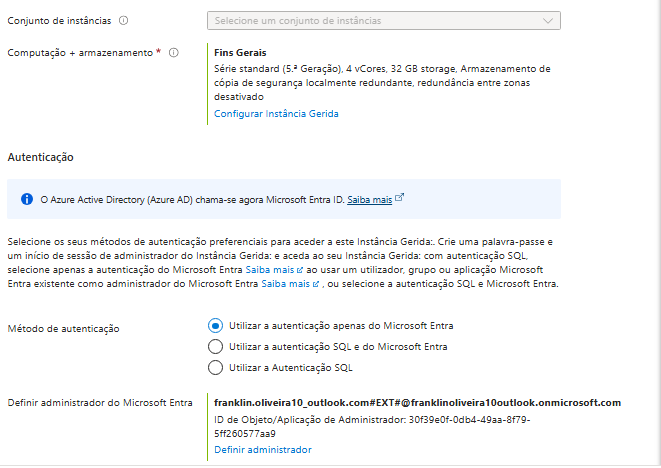 Conjunto de instâncias
Selecione um conjunto de instâncias
Computação + armazenamento *
Fins Gerais
Série standard (5.ª Geração), 4 vCores, 32 GB storage, Armazenamento de
cópia de segurança localmente redundante, redundância entre zonas
desativado
Configurar Instância Gerida
Autenticação
O Azure Active Directory (Azure AD) chama-se agora Microsoft Entra ID. Saiba mais
Selecione os seus métodos de autenticação preferenciais para aceder a este Instância Gerida:. Crie uma palavra-passe e
um início de sessão de administrador do Instância Gerida: e aceda ao seu Instância Gerida: com autenticação SQL,
selecione apenas a autenticação do Microsoft Entra Saiba mais ao usar um utilizador, grupo ou aplicação Microsoft
Entra existente como administrador do Microsoft Entra Saiba mais , ou selecione a autenticação SQL e Microsoft Entra.
Método de autenticação
Utilizar a autenticação apenas do Microsoft Entra
Utilizar a autenticação SQL e do Microsoft Entra
Utilizar a Autenticação SQL
Definir administrador do Microsoft Entra
franklin.oliveira10_outlook.com#EXT#@franklinoliveira10outlook.onmicrosoft.com
ID de Objeto/Aplicação de Administrador: 30f39e0f-0db4-49aa-8f79-
5ff260577aa9
Definir administrador